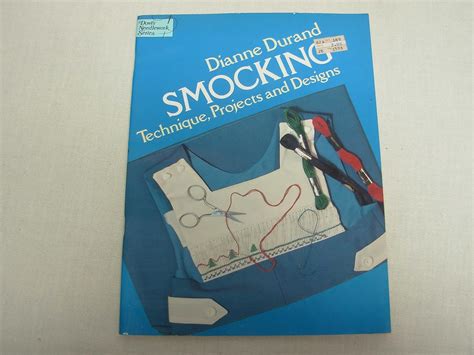 Dover
Needlework
Series
Dianne Durand
SMOCKING
Technique, Projects and Designs